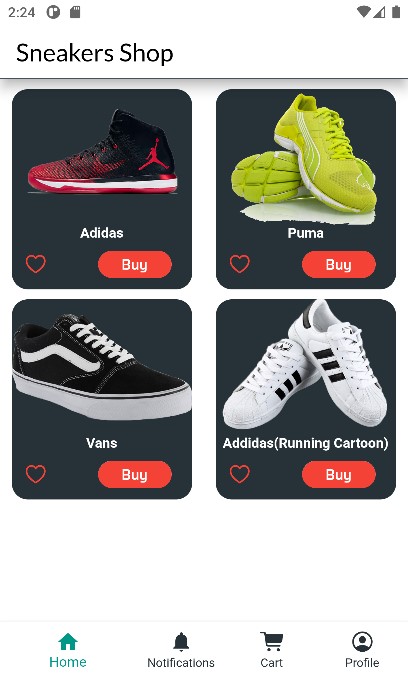 2:24
Sneakers Shop
Adidas
Puma
Buy
Buy
Vans
Addidas(Running Cartoon)
Buy
Buy
Home
Notifications
Cart
Profile